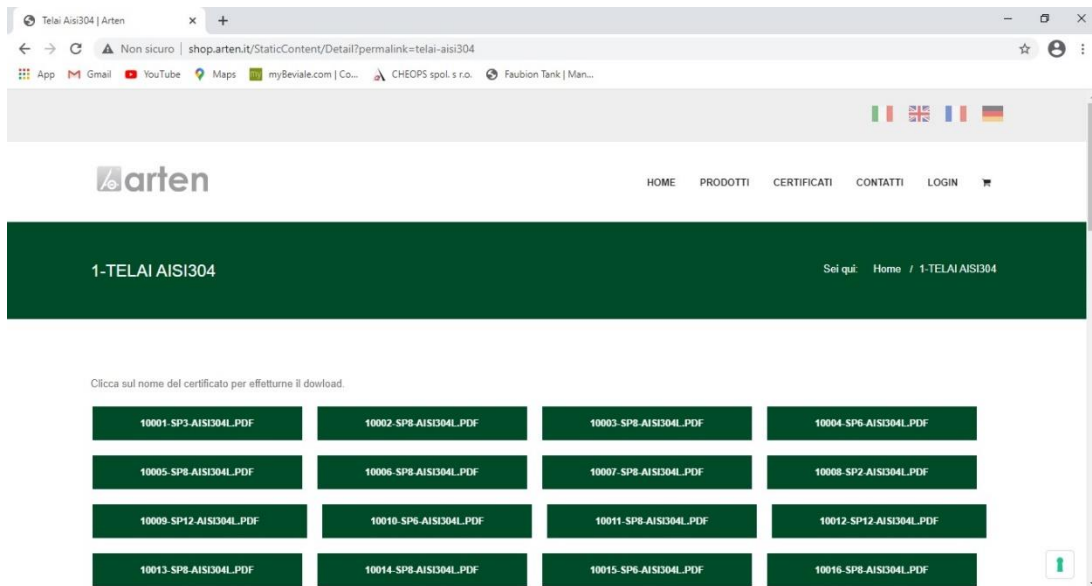 Telai Aisi304 | Arten
Non sicuro | shop.arten.it/StaticContent/Detail?permalink=telai-aisi304
App Gmail YouTube Maps my myBeviale.com | Co... CHEOPS spol. s r.o. Faubion Tank | Man...
arten
HOME PRODOTTI CERTIFICATI CONTATTI LOGIN
1-TELAI AISI304
Sei qui: Home / 1-TELAI AISI304
Clicca sul nome del certificato per effetturne il dowload.
10001-SP3-AISI304L.PDF 10002-SP8-AISI304L.PDF 10003-SP8-AISI304L.PDF 10004-SP6-AISI304L.PDF
10005-SP8-AISI304L.PDF 10006-SP8-AISI304L.PDF 10007-SP8-AISI304L.PDF 10008-SP2-AISI304L.PDF
10009-SP12-AISI304L.PDF 10010-SP6-AISI304L.PDF 10011-SP8-AISI304L.PDF 10012-SP12-AISI304L.PDF
10013-SP8-AISI304L.PDF 10014-SP8-AISI304L.PDF 10015-SP6-AISI304L.PDF 10016-SP8-AISI304L.PDF